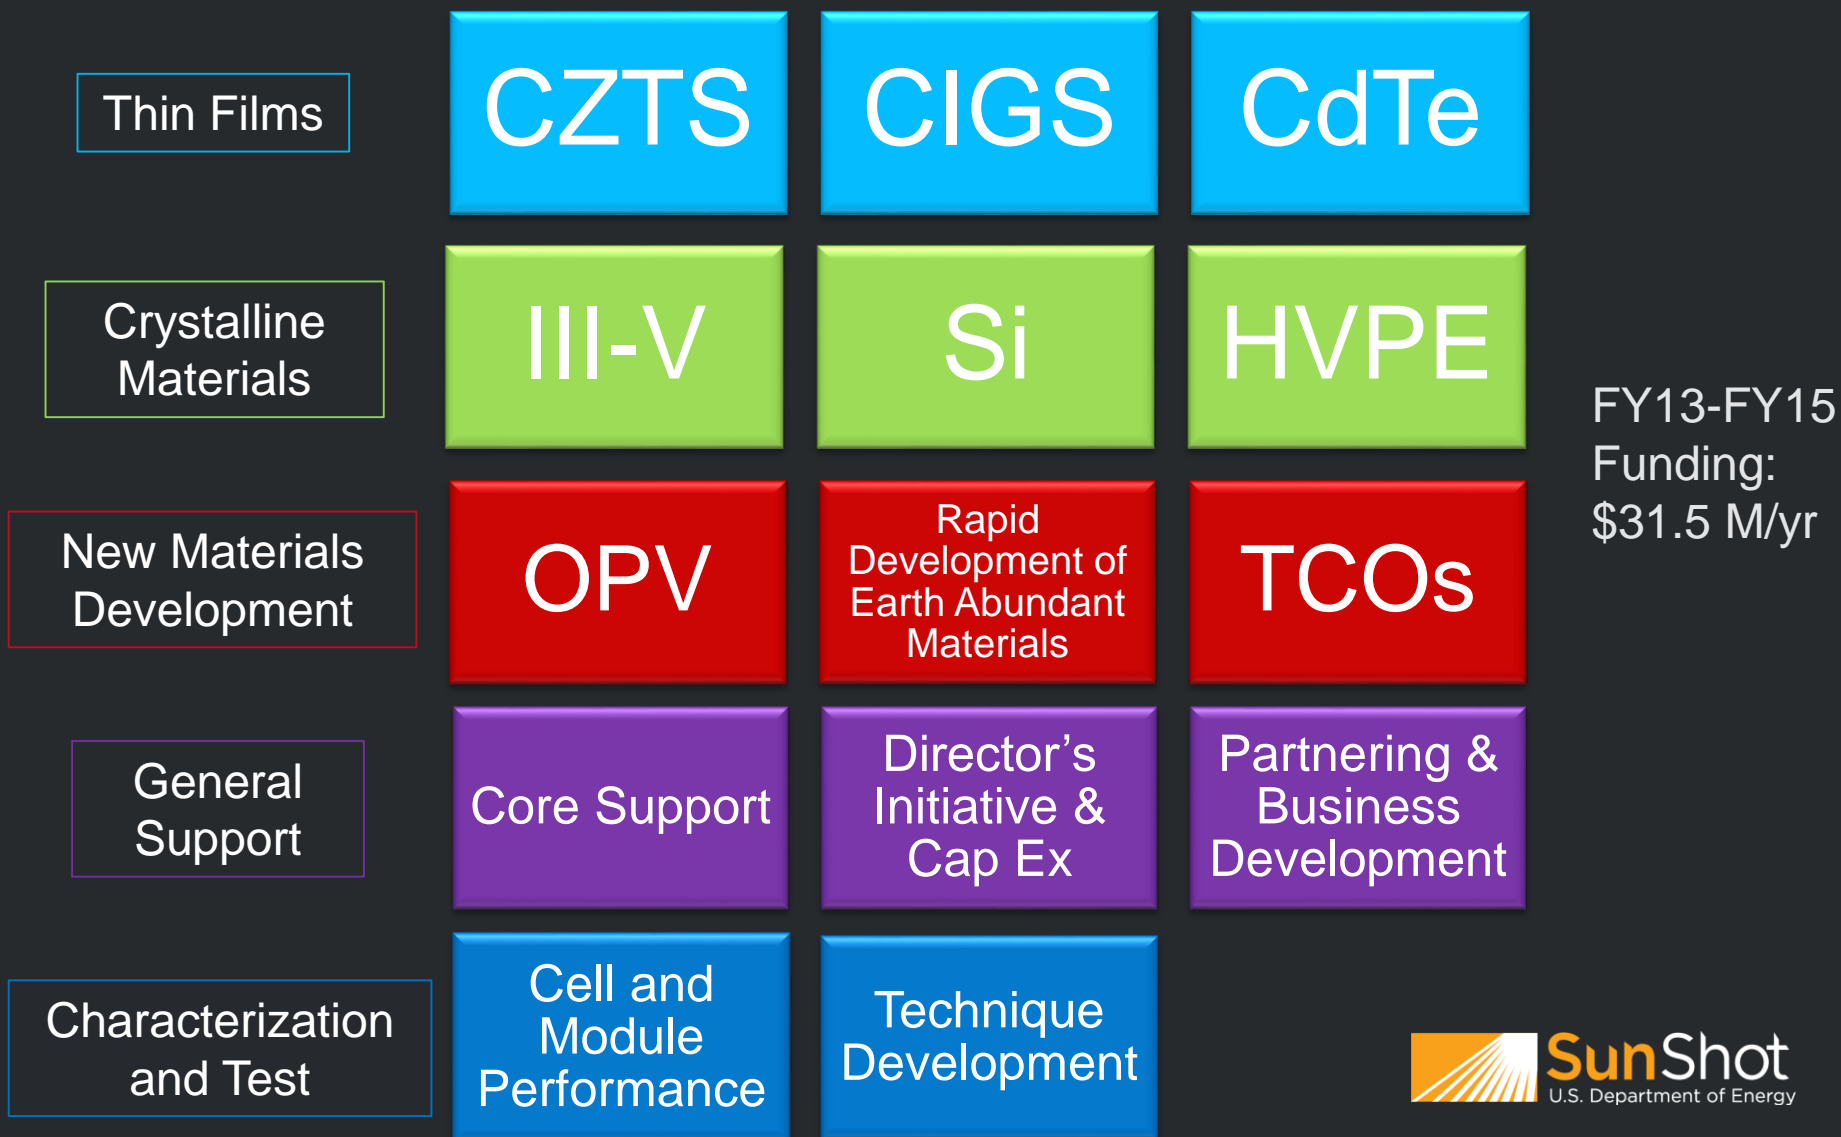 Thin Films
CZTS
CIGS
CdTe
Crystalline
Materials
III-V
Si
HVPE
FY13-FY15
Funding:
$31.5 M/yr
New Materials
Development
OPV
Rapid
Development of
Earth Abundant
Materials
TCOs
General
Support
Core Support
Director’s
Initiative &
Cap Ex
Partnering &
Business
Development
Characterization
and Test
Cell and
Module
Performance
Technique
Development
SunShot
U.S. Department of Energy